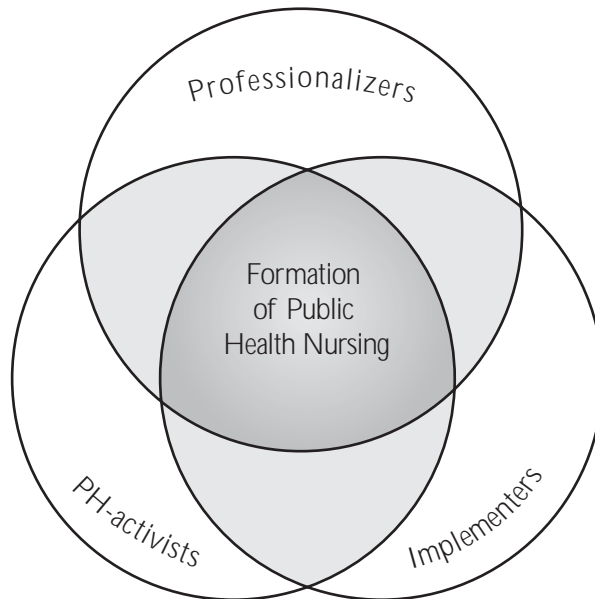 Professionalizers
Formation
of Public
Health Nursing
PH-activists
Implementers